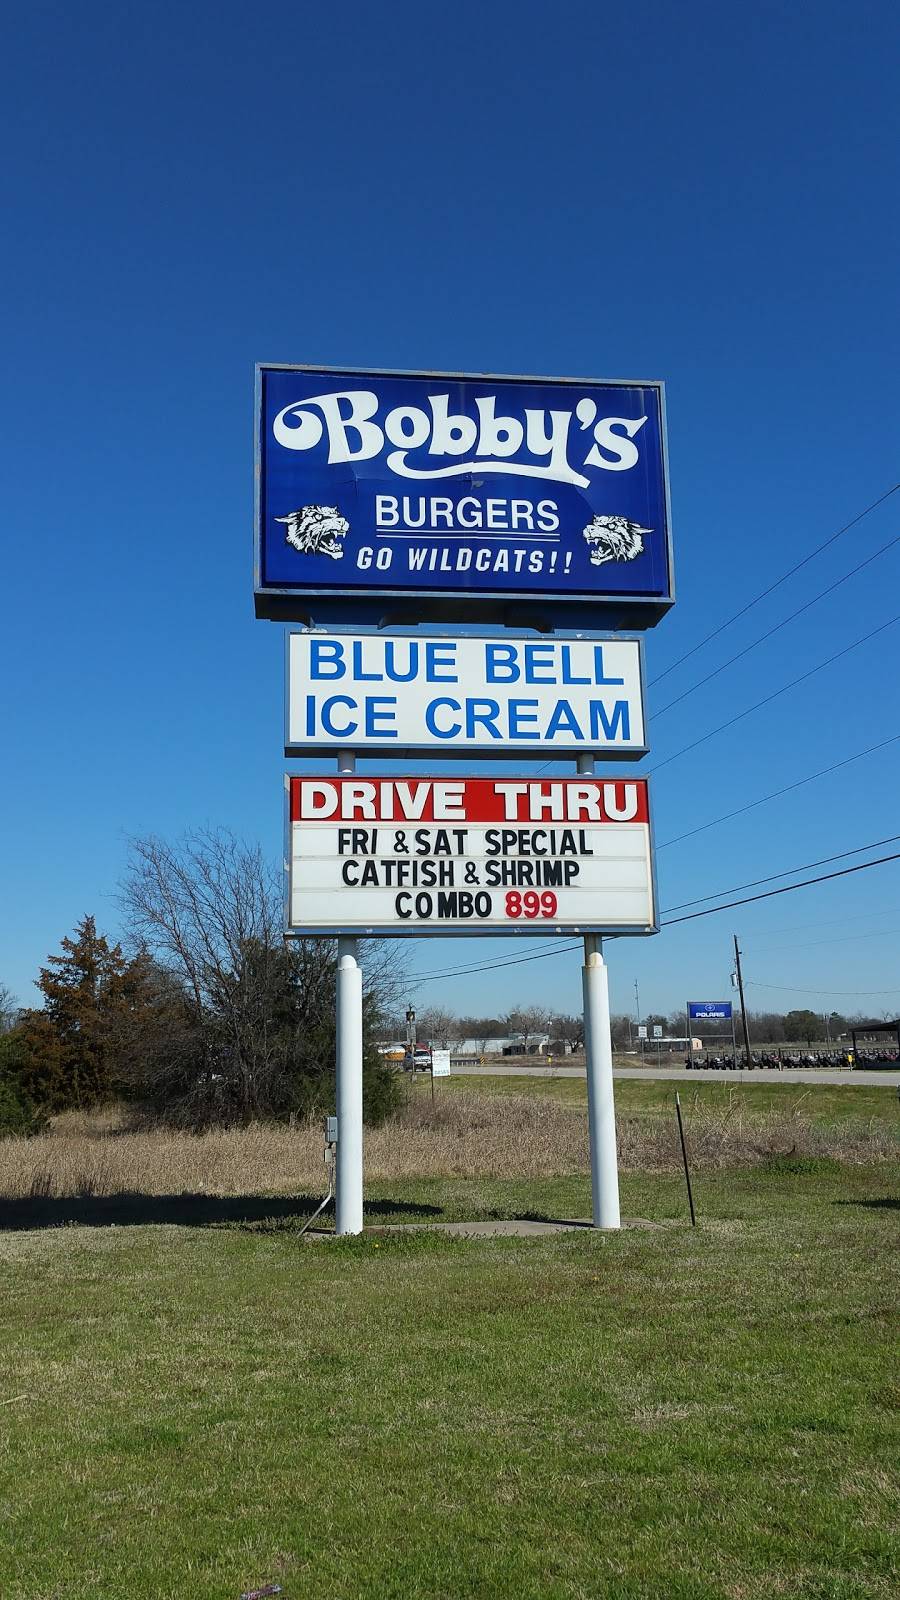 Bobby's
BURGERS
GO WILDCATS!!
BLUE BELL
ICE CREAM
DRIVE THRU
FRI & SAT SPECIAL
CATFISH & SHRIMP
COMBO 899
POLARIS